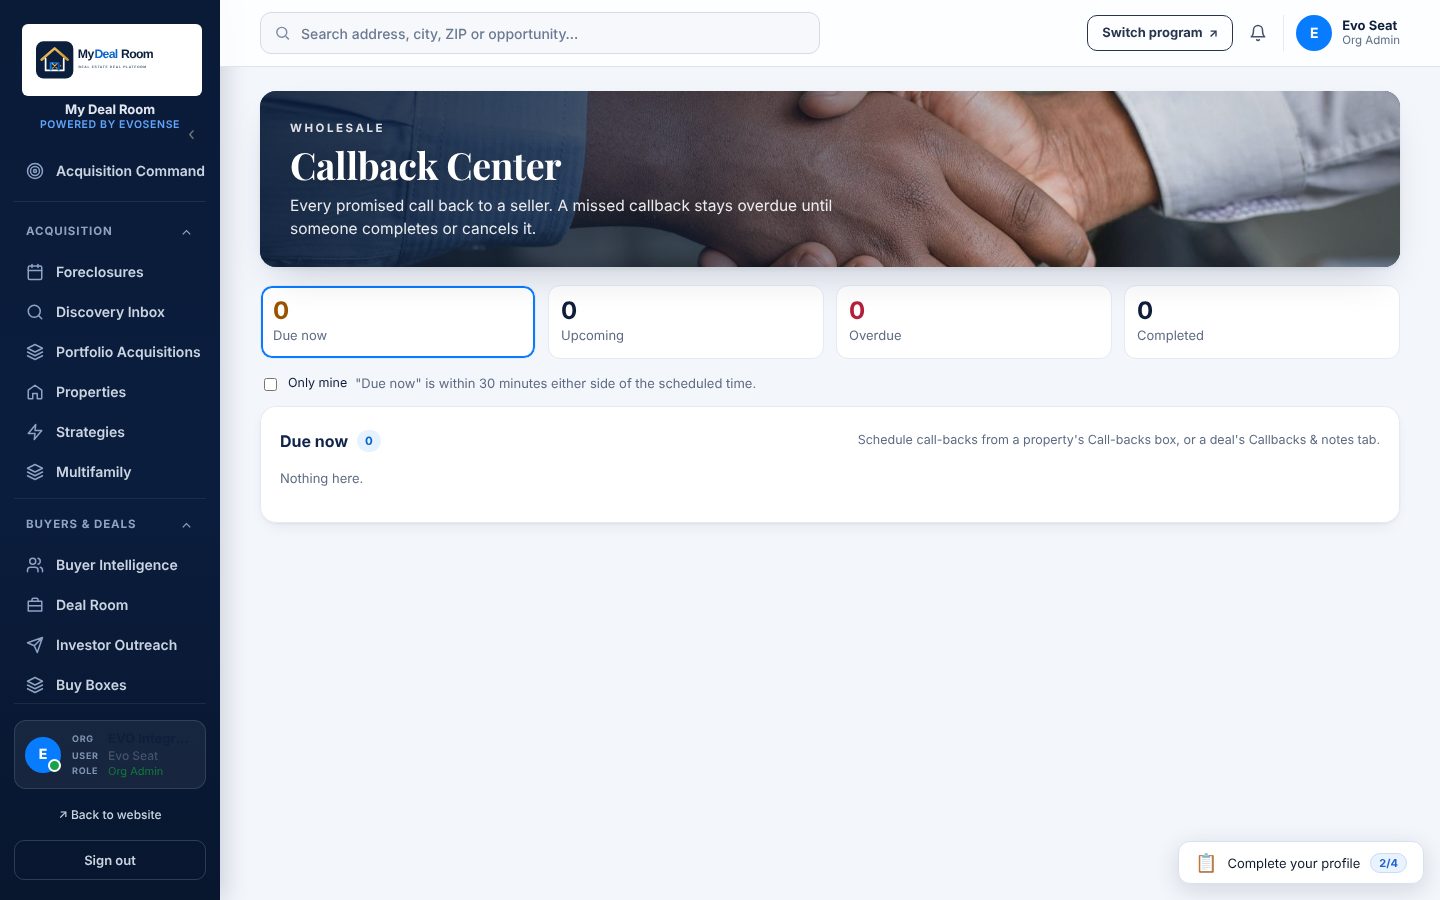 MyDeal Room
REAL ESTATE DEAL PLATFORM
My Deal Room
POWERED BY EVOSENSE
Acquisition Command
ACQUISITION
Foreclosures
Discovery Inbox
Portfolio Acquisitions
Properties
Strategies
Multifamily
BUYERS & DEALS
Buyer Intelligence
Deal Room
Investor Outreach
Buy Boxes
E
ORG EVO Integr...
USER Evo Seat
ROLE Org Admin
↗ Back to website
Sign out
Search address, city, ZIP or opportunity...
Switch program ↗
E
Evo Seat
Org Admin
WHOLESALE
Callback Center
Every promised call back to a seller. A missed callback stays overdue until
someone completes or cancels it.
0
Due now
0
Upcoming
0
Overdue
0
Completed
Only mine "Due now" is within 30 minutes either side of the scheduled time.
Due now 0
Schedule call-backs from a property's Call-backs box, or a deal's Callbacks & notes tab.
Nothing here.
Complete your profile 2/4